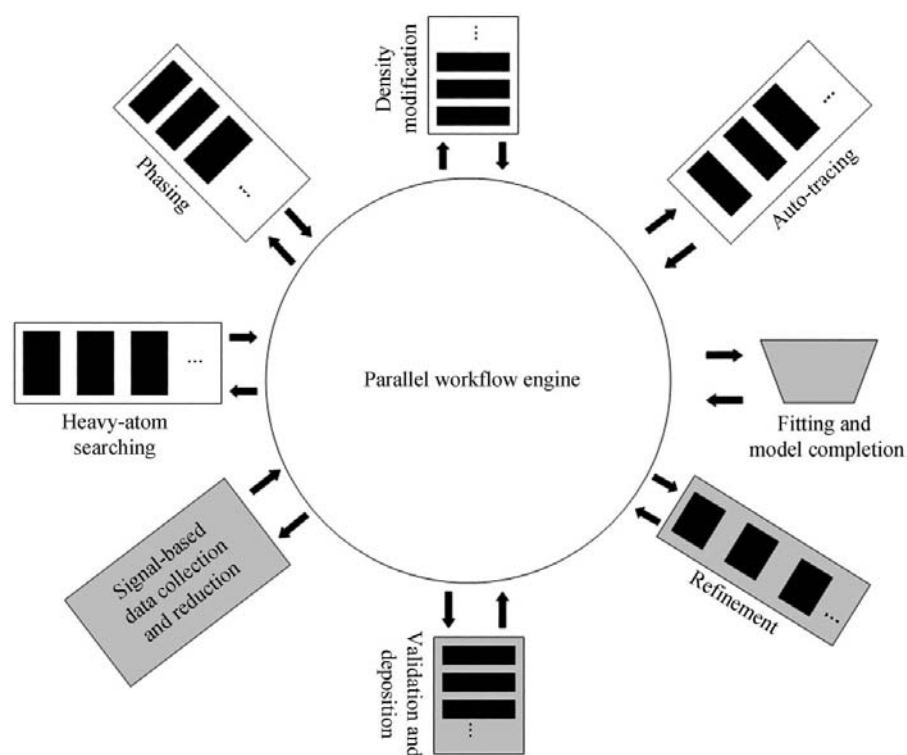 Density
modification
...
Phasing
...
Auto-tracing
...
Parallel workflow engine
...
Heavy-atom
searching
Fitting and
model completion
Signal-based
data collection
and reduction
Refinement
...
Validation and
deposition
...